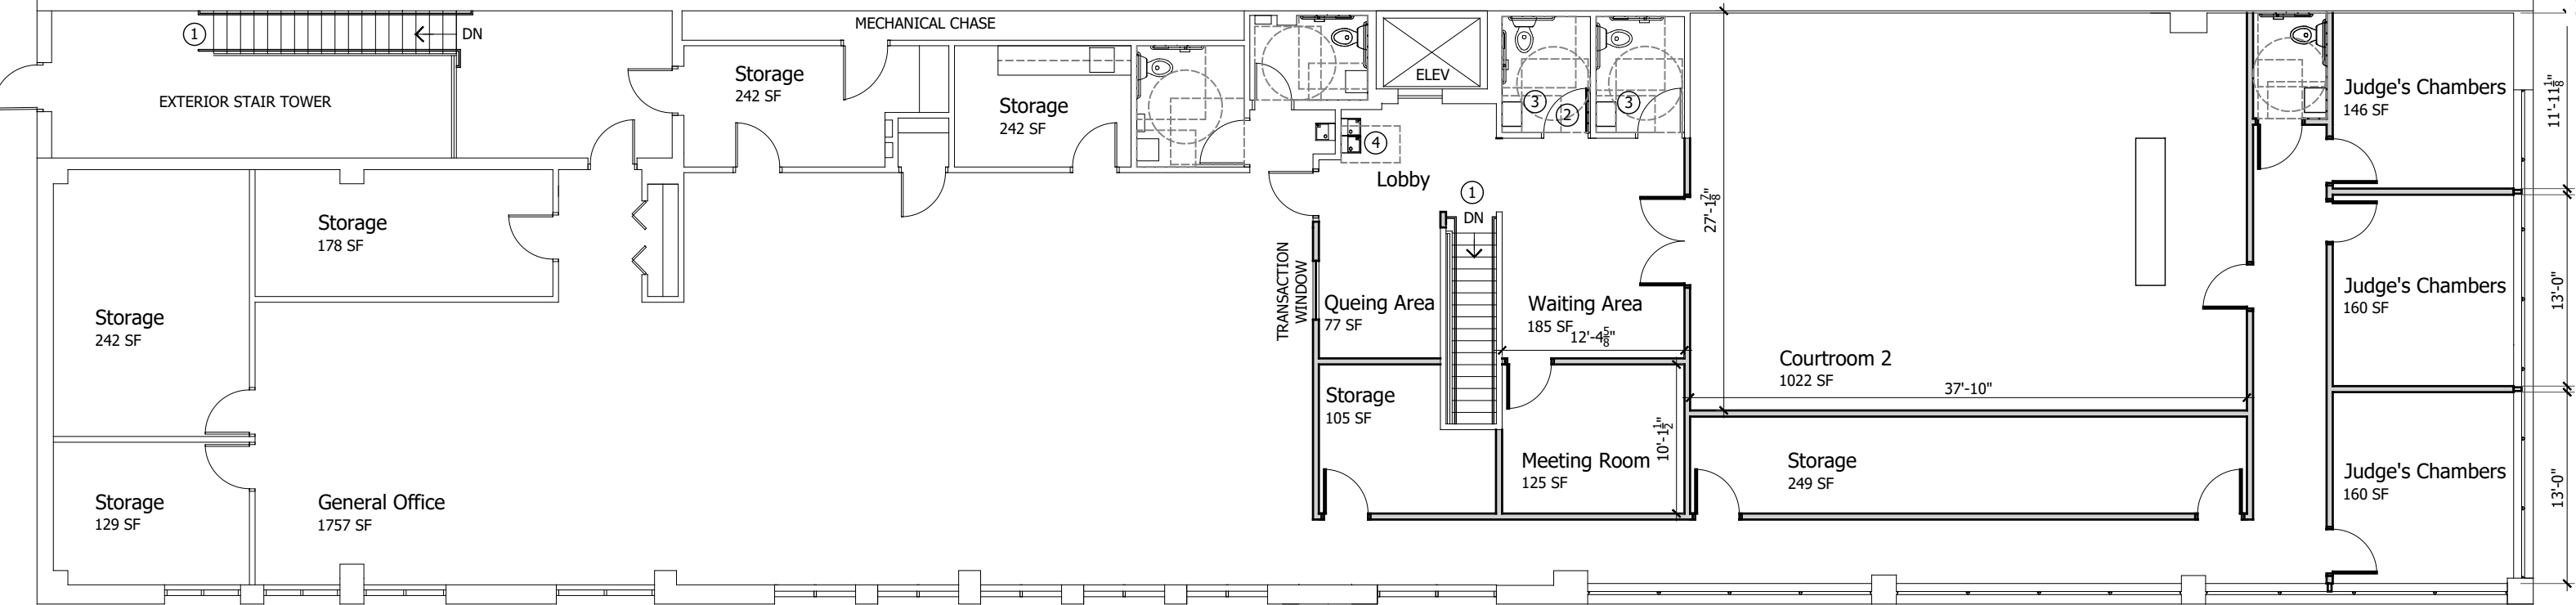 MECHANICAL CHASE
1
DN
EXTERIOR STAIR TOWER
Storage
242 SF
Storage
242 SF
ELEV
3
2
3
4
Judge's Chambers
146 SF
11'-11 1/8"
Storage
178 SF
Lobby
1
DN
27'-1 7/8"
TRANSACTION
WINDOW
Queing Area
77 SF
Waiting Area
185 SF
12'-4 5/8"
Judge's Chambers
160 SF
13'-0"
Storage
242 SF
Courtroom 2
1022 SF
37'-10"
Storage
105 SF
Meeting Room
125 SF
10'-1 1/2"
Storage
249 SF
Judge's Chambers
160 SF
13'-0"
Storage
129 SF
General Office
1757 SF